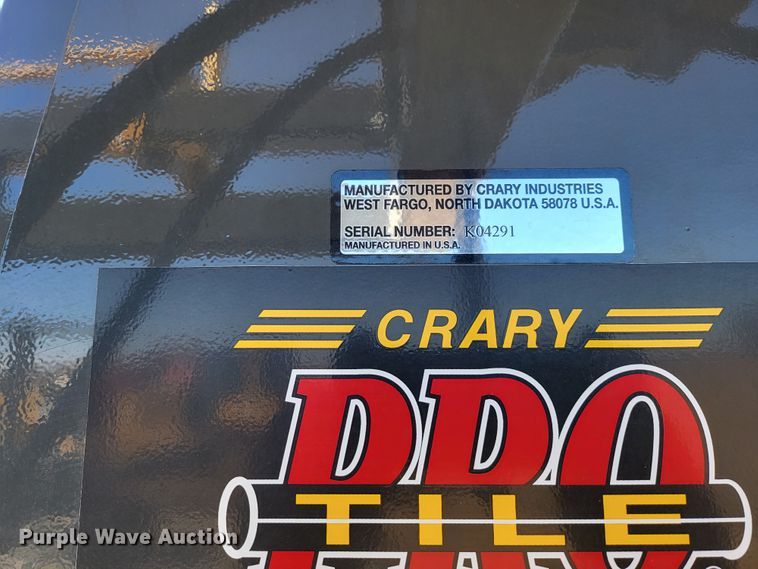 MANUFACTURED BY CRARY INDUSTRIES
WEST FARGO, NORTH DAKOTA 58078 U.S.A.
SERIAL NUMBER: K04291
MANUFACTURED IN U.S.A.
CRARY
PRO
TILE
®
Purple Wave Auction